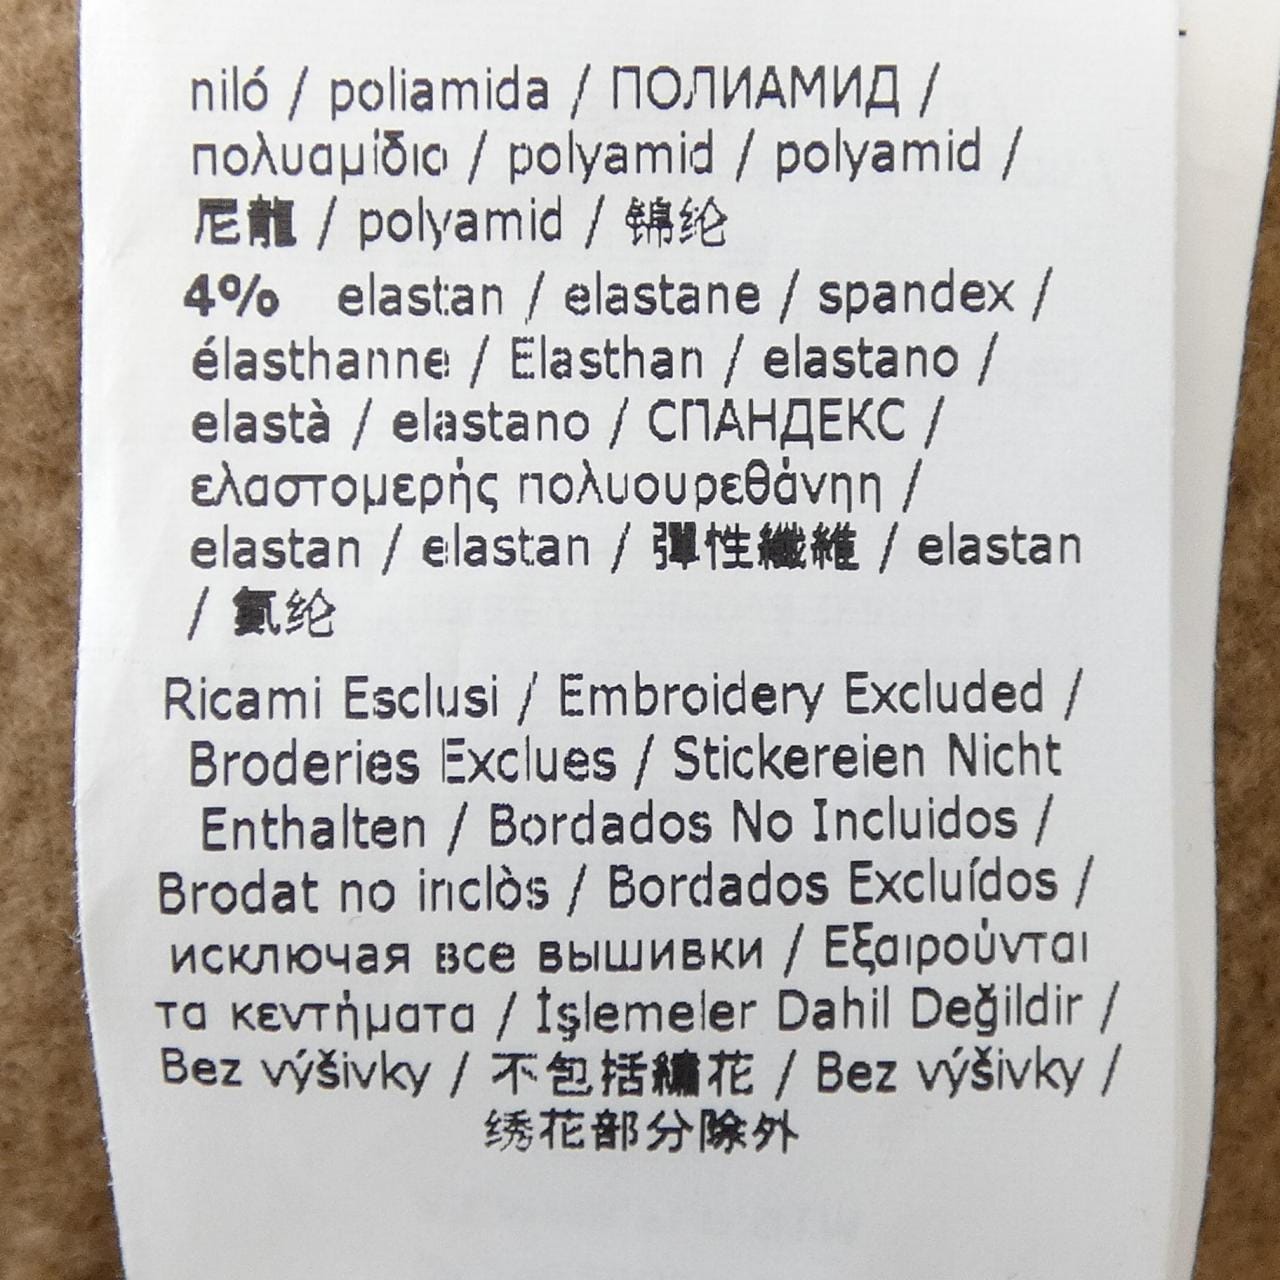 niló / poliamida / ПОЛИАМИД /
πολυαμίδιο / polyamid / polyamid /
尼龍 / polyamid / 锦纶
4% elastan / elastane / spandex /
élasthanne / Elasthan / elastano /
elastà / elastano / СПАНДЕКС /
ελαστομερής πολυουρεθάνηη /
elastan / elastan / 彈性纖維 / elastan
/ 氨纶
Ricami Esclusi / Embroidery Excluded /
Broderies Exclues / Stickereien Nicht
Enthalten / Bordados No Incluidos /
Brodat no inclòs / Bordados Excluídos /
исключая все вышивки / Εξαιρούνται
τα κεντήματα / İşlemeler Dahil Değildir /
Bez výšivky / 不包括繡花 / Bez výšivky /
绣花部分除外